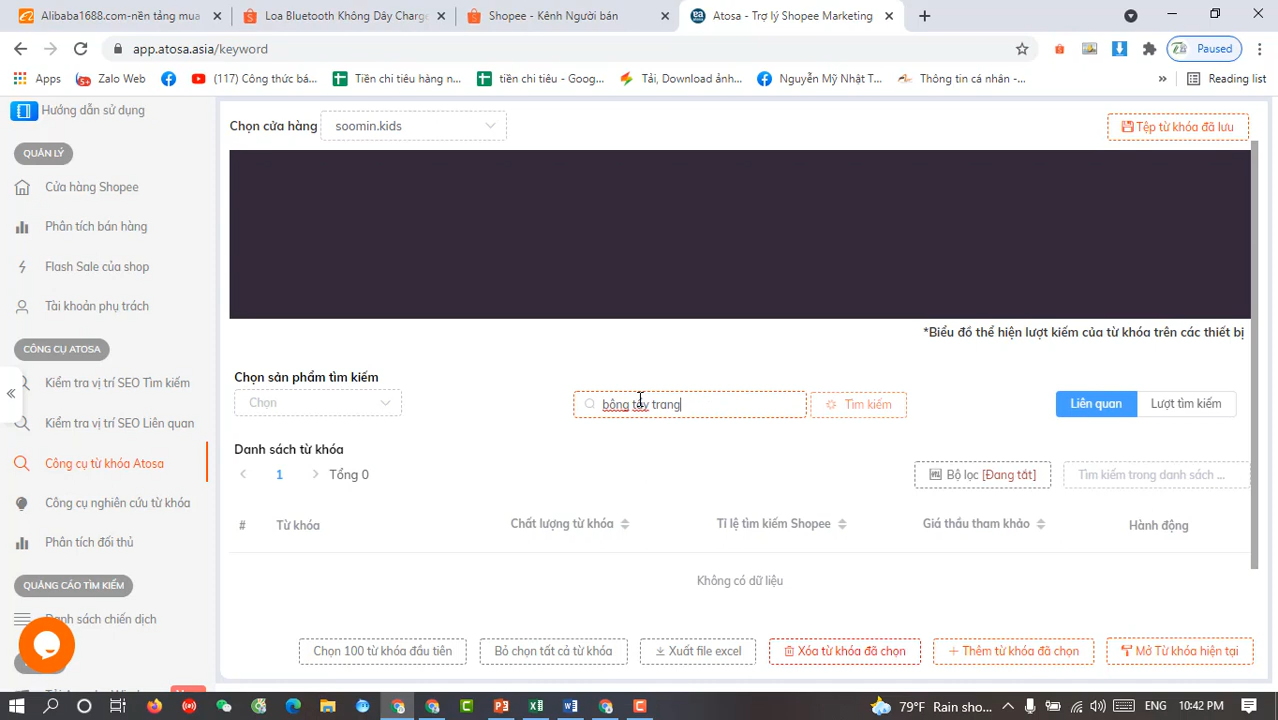 Alibaba1688.com-nền tảng mua
Loa Bluetooth Không Dây Charg
Shopee - Kênh Người bán
Atosa - Trợ lý Shopee Marketing
app.atosa.asia/keyword
Paused
Apps
Zalo Web
(117) Công thức bá...
Tiền chi tiêu hàng n...
tiền chi tiêu - Goog...
Tải, Download ảnh...
Nguyễn Mỹ Nhật T...
Thông tin cá nhân -...
Reading list
Hướng dẫn sử dụng
Chọn cửa hàng
soomin.kids
Tệp từ khóa đã lưu
QUẢN LÝ
Cửa hàng Shopee
Phân tích bán hàng
Flash Sale của shop
Tài khoản phụ trách
*Biểu đồ thể hiện lượt kiếm của từ khóa trên các thiết bị
CÔNG CỤ ATOSA
Kiểm tra vị trí SEO Tìm kiếm
Kiểm tra vị trí SEO Liên quan
Công cụ từ khóa Atosa
Công cụ nghiên cứu từ khóa
Phân tích đối thủ
QUẢNG CÁO TÌM KIẾM
Danh sách chiến dịch
Chọn sản phẩm tìm kiếm
Chọn
bông tẩy trang
Tìm kiếm
Liên quan
Lượt tìm kiếm
Danh sách từ khóa
1
Tổng 0
Bộ lọc [Đang tắt]
Tìm kiếm trong danh sách ...
#
Từ khóa
Chất lượng từ khóa
Tỉ lệ tìm kiếm Shopee
Giá thầu tham khảo
Hành động
Không có dữ liệu
Chọn 100 từ khóa đầu tiên
Bỏ chọn tất cả từ khóa
Xuất file excel
Xóa từ khóa đã chọn
Thêm từ khóa đã chọn
Mở Từ khóa hiện tại
79°F Rain sho...
ENG
10:42 PM